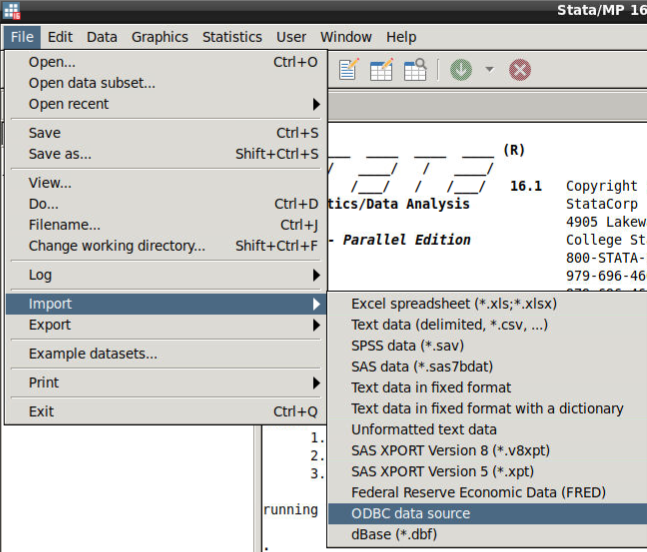 Stata/MP 16
File Edit Data Graphics Statistics User Window Help
Open... Ctrl+O
Open data subset...
Open recent
Save Ctrl+S
Save as... Shift+Ctrl+S
View...
Do... Ctrl+D
Filename... Ctrl+J
Change working directory... Shift+Ctrl+F
Log
Import
Export
Example datasets...
Print
Exit Ctrl+Q
(R)
16.1 Copyright
tics/Data Analysis StataCorp
4905 Lakew
- Parallel Edition College St
800-STATA-
979-696-46
Excel spreadsheet (*.xls;*.xlsx)
Text data (delimited, *.csv, ...)
SPSS data (*.sav)
SAS data (*.sas7bdat)
Text data in fixed format
Text data in fixed format with a dictionary
Unformatted text data
SAS XPORT Version 8 (*.v8xpt)
SAS XPORT Version 5 (*.xpt)
Federal Reserve Economic Data (FRED)
ODBC data source
dBase (*.dbf)
1.
2.
3.
running
.